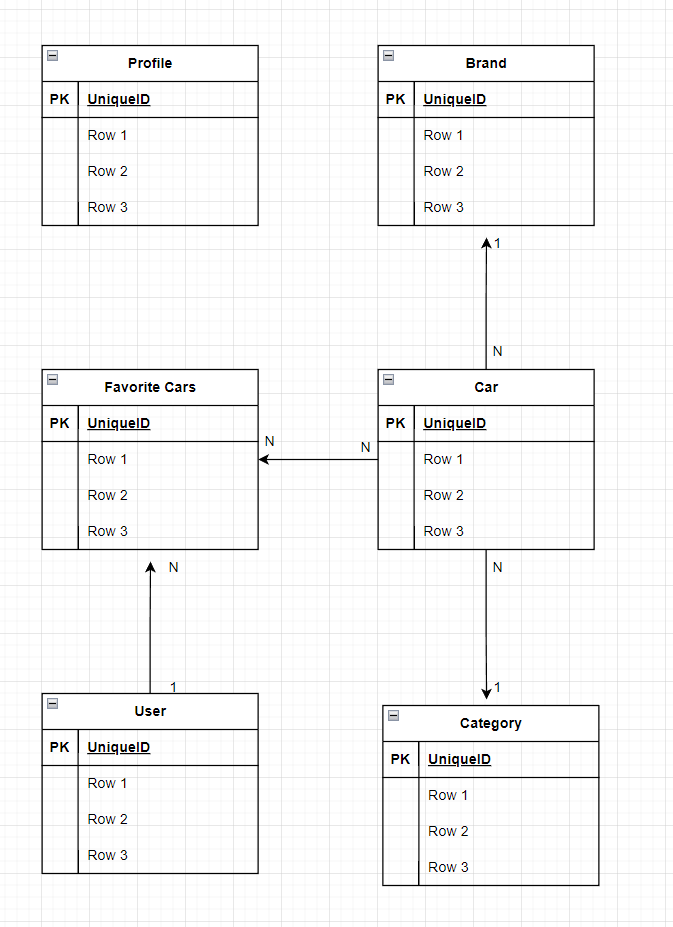 Profile
PK UniqueID
Row 1
Row 2
Row 3
Brand
PK UniqueID
Row 1
Row 2
Row 3
1
N
Favorite Cars
PK UniqueID
Row 1
Row 2
Row 3
N
N
Car
PK UniqueID
Row 1
Row 2
Row 3
N
1
N
1
User
PK UniqueID
Row 1
Row 2
Row 3
Category
PK UniqueID
Row 1
Row 2
Row 3